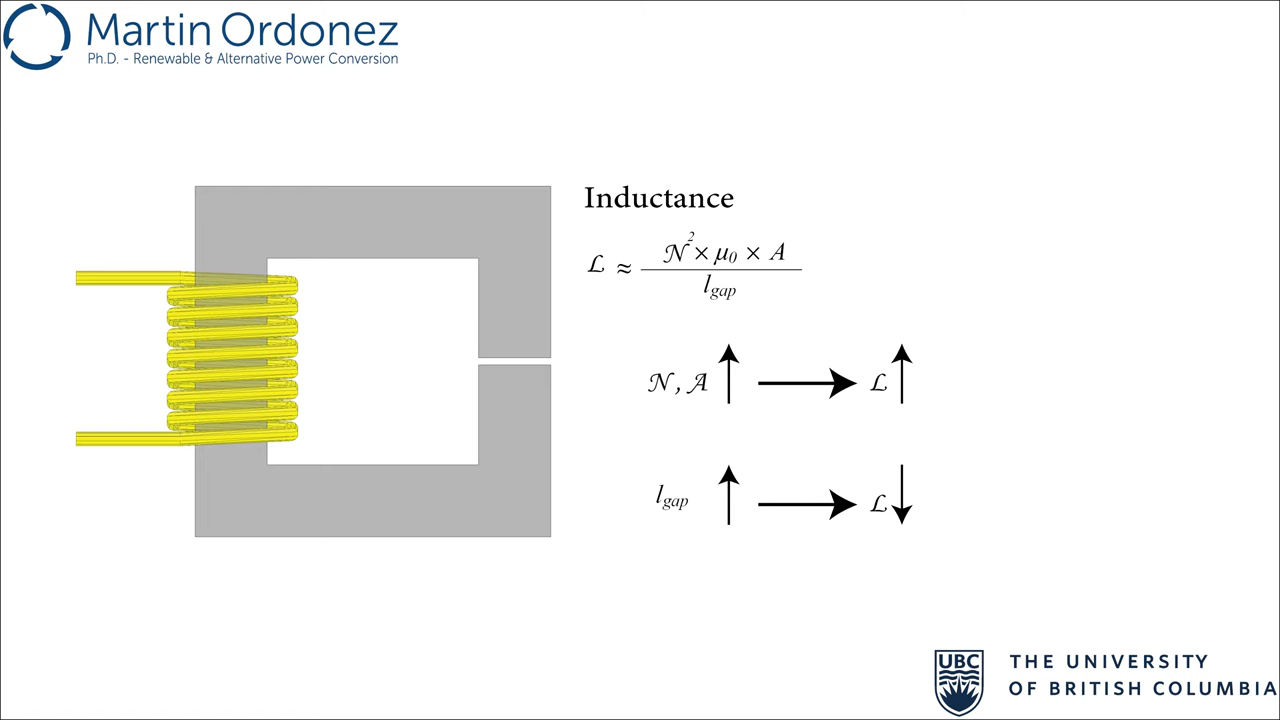 Martin Ordonez
Ph.D. - Renewable & Alternative Power Conversion
Inductance
ℒ ≈ 𝒩² × μ₀ × A
l_gap
𝒩, 𝒜 ↑ → ℒ ↑
l_gap ↑ → ℒ ↓
UBC
THE UNIVERSITY
OF BRITISH COLUMBIA